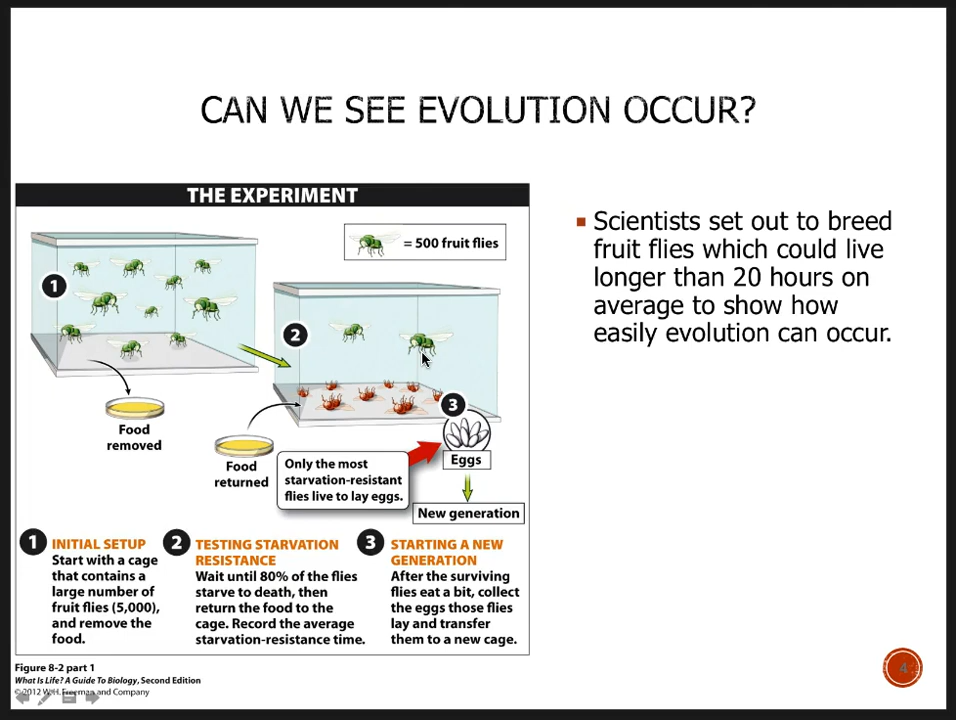 CAN WE SEE EVOLUTION OCCUR?
THE EXPERIMENT
= 500 fruit flies
1
2
3
Food
removed
Food
returned
Only the most
starvation-resistant
flies live to lay eggs.
Eggs
New generation
1 INITIAL SETUP
Start with a cage
that contains a
large number of
fruit flies (5,000),
and remove the
food.
2 TESTING STARVATION
RESISTANCE
Wait until 80% of the flies
starve to death, then
return the food to the
cage. Record the average
starvation-resistance time.
3 STARTING A NEW
GENERATION
After the surviving
flies eat a bit, collect
the eggs those flies
lay and transfer
them to a new cage.
Figure 8-2 part 1
What Is Life? A Guide To Biology, Second Edition
© 2012 W. H. Freeman and Company
Scientists set out to breed
fruit flies which could live
longer than 20 hours on
average to show how
easily evolution can occur.
4